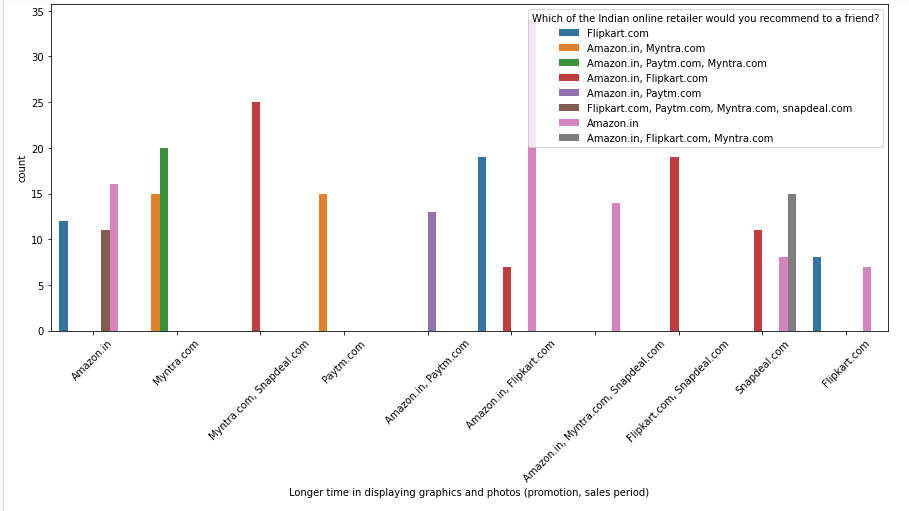 35
30
25
20
15
10
5
0
count
Which of the Indian online retailer would you recommend to a friend?
Flipkart.com
Amazon.in, Myntra.com
Amazon.in, Paytm.com, Myntra.com
Amazon.in, Flipkart.com
Amazon.in, Paytm.com
Flipkart.com, Paytm.com, Myntra.com, snapdeal.com
Amazon.in
Amazon.in, Flipkart.com, Myntra.com
Amazon.in
Myntra.com
Myntra.com, Snapdeal.com
Paytm.com
Amazon.in, Paytm.com
Amazon.in, Flipkart.com
Amazon.in, Myntra.com, Snapdeal.com
Flipkart.com, Snapdeal.com
Snapdeal.com
Flipkart.com
Longer time in displaying graphics and photos (promotion, sales period)